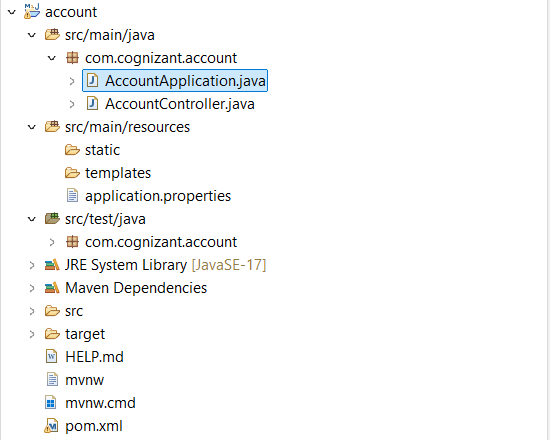 account
src/main/java
com.cognizant.account
AccountApplication.java
AccountController.java
src/main/resources
static
templates
application.properties
src/test/java
com.cognizant.account
JRE System Library [JavaSE-17]
Maven Dependencies
src
target
HELP.md
mvnw
mvnw.cmd
pom.xml